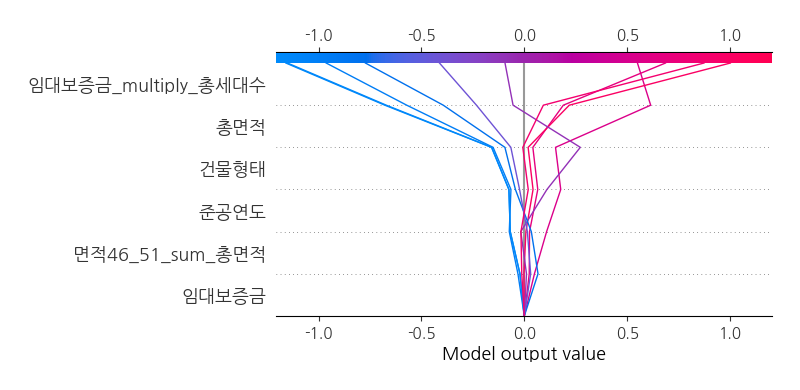 -1.0 -0.5 0.0 0.5 1.0
임대보증금_multiply_총세대수
총면적
건물형태
준공연도
면적46_51_sum_총면적
임대보증금
-1.0 -0.5 0.0 0.5 1.0
Model output value